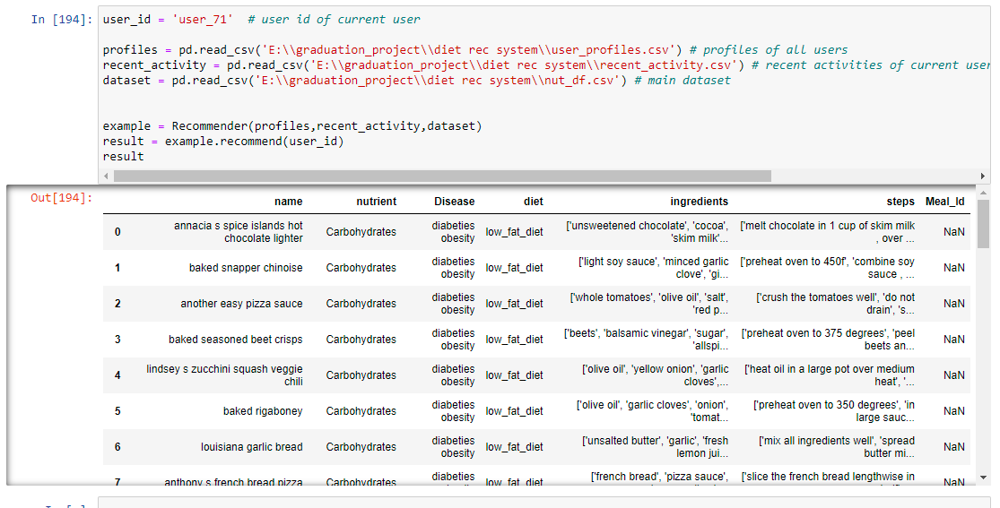 In [194]: user_id = 'user_71'  # user id of current user
profiles = pd.read_csv('E:\\graduation_project\\diet rec system\\user_profiles.csv') # profiles of all users
recent_activity = pd.read_csv('E:\\graduation_project\\diet rec system\\recent_activity.csv') # recent activities of current user
dataset = pd.read_csv('E:\\graduation_project\\diet rec system\\nut_df.csv') # main dataset
example = Recommender(profiles,recent_activity,dataset)
result = example.recommend(user_id)
result
Out[194]:
name nutrient Disease diet ingredients steps Meal_Id
0 annacia s spice islands hot chocolate lighter Carbohydrates diabeties obesity low_fat_diet ['unsweetened chocolate', 'cocoa', 'skim milk'... ['melt chocolate in 1 cup of skim milk , over ... NaN
1 baked snapper chinoise Carbohydrates diabeties obesity low_fat_diet ['light soy sauce', 'minced garlic clove', 'gi... ['preheat oven to 450f', 'combine soy sauce , ... NaN
2 another easy pizza sauce Carbohydrates diabeties obesity low_fat_diet ['whole tomatoes', 'olive oil', 'salt', 'red p... ['crush the tomatoes well', 'do not drain', 's... NaN
3 baked seasoned beet crisps Carbohydrates diabeties obesity low_fat_diet ['beets', 'balsamic vinegar', 'sugar', 'allspi... ['preheat oven to 375 degrees', 'peel beets an... NaN
4 lindsey s zucchini squash veggie chili Carbohydrates diabeties obesity low_fat_diet ['olive oil', 'yellow onion', 'garlic cloves',... ['heat oil in a large pot over medium heat', '... NaN
5 baked rigaboney Carbohydrates diabeties obesity low_fat_diet ['olive oil', 'garlic cloves', 'onion', 'tomat... ['preheat oven to 350 degrees', 'in large sauc... NaN
6 louisiana garlic bread Carbohydrates diabeties obesity low_fat_diet ['unsalted butter', 'garlic', 'fresh lemon jui... ['mix all ingredients well', 'spread butter mi... NaN
7 anthony s french bread pizza Carbohydrates diabeties obesity low_fat_diet ['french bread', 'pizza sauce', ['slice the french bread lengthwise in NaN